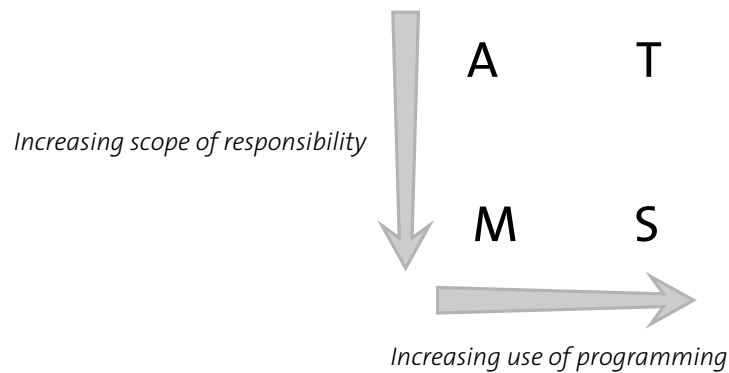 A T
Increasing scope of responsibility
M S
Increasing use of programming